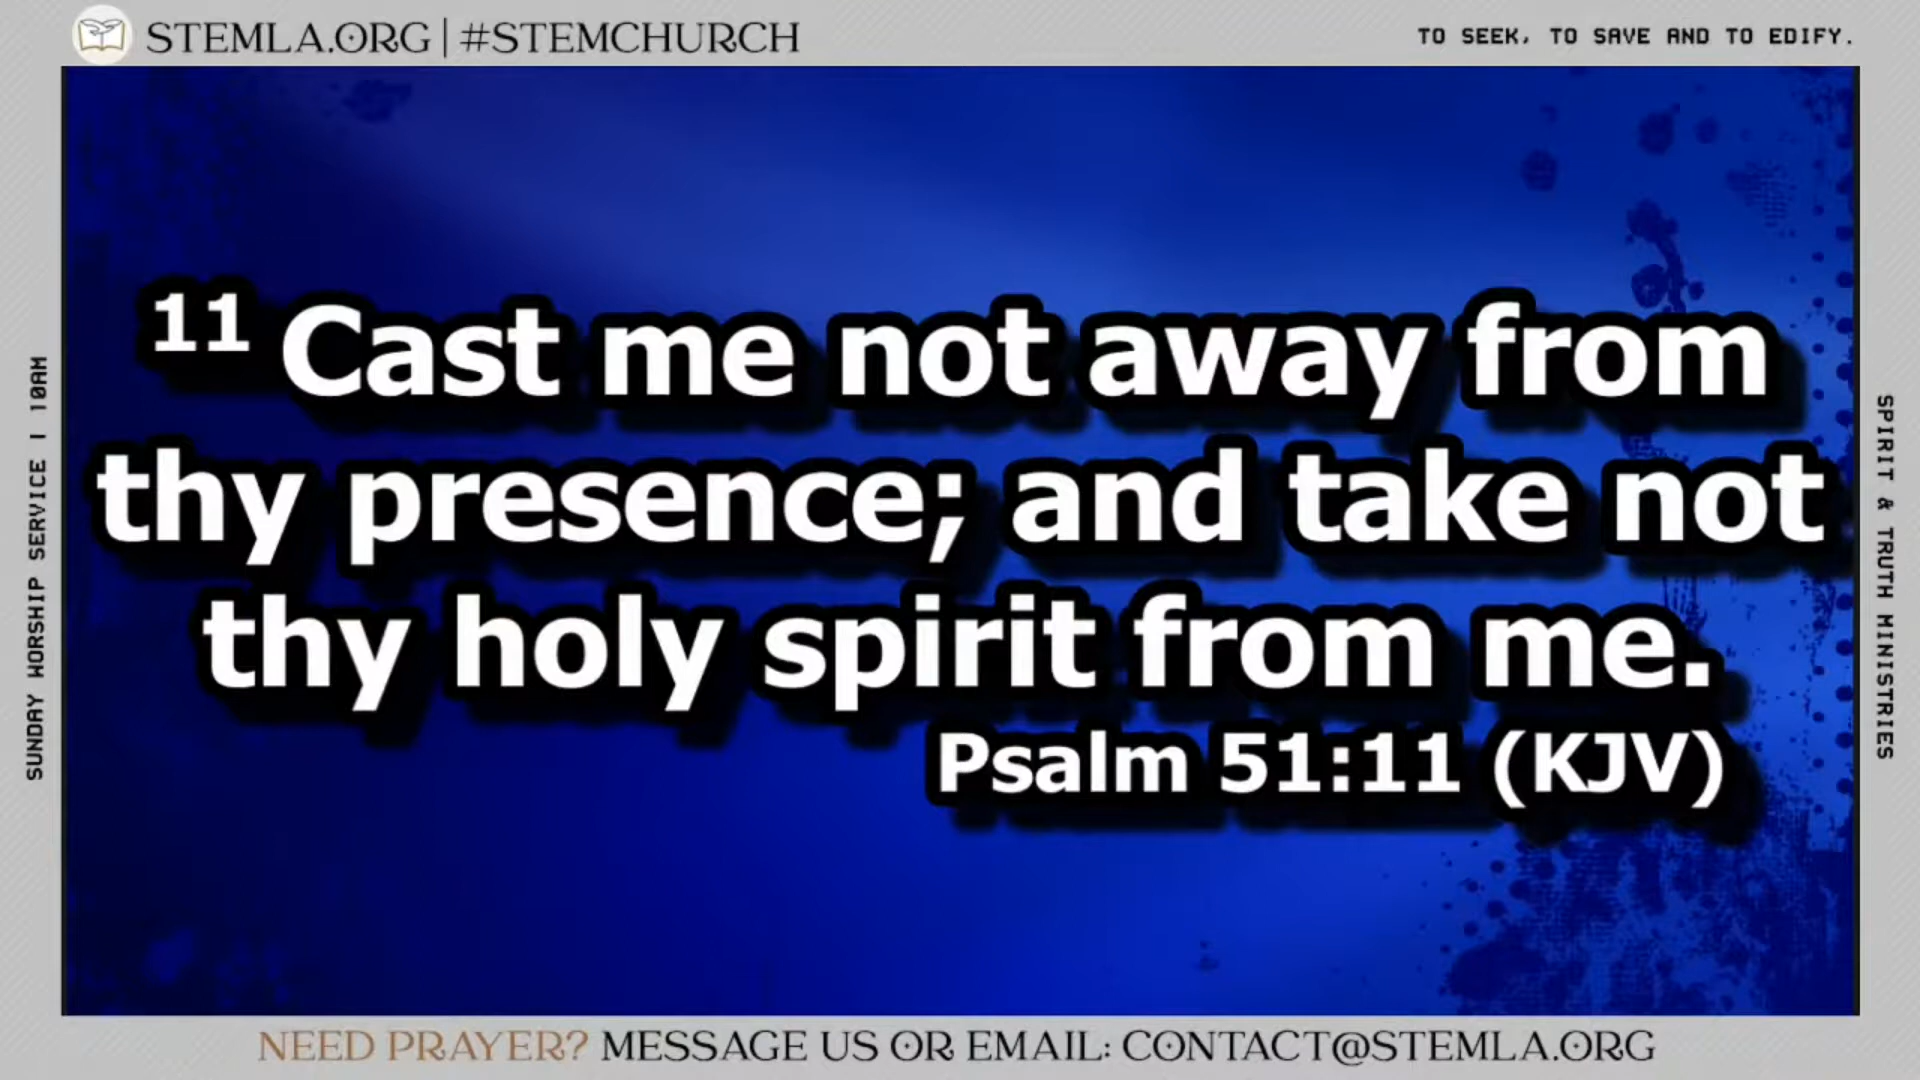 STEMLA.ORG | #STEMCHURCH
TO SEEK, TO SAVE AND TO EDIFY.
SUNDAY WORSHIP SERVICE | 10AM
11 Cast me not away from
thy presence; and take not
thy holy spirit from me.
Psalm 51:11 (KJV)
SPIRIT & TRUTH MINISTRIES
NEED PRAYER? MESSAGE US OR EMAIL: CONTACT@STEMLA.ORG